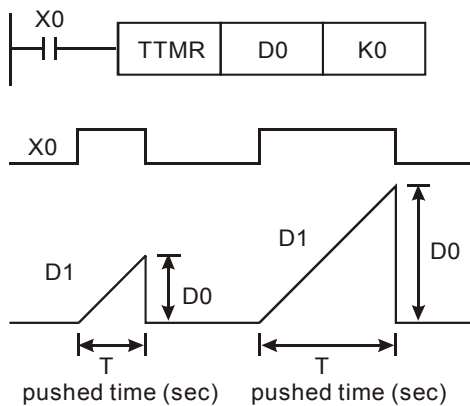 X0
TTMR D0 K0
X0
D1 D0 D1 D0
T T
pushed time (sec) pushed time (sec)